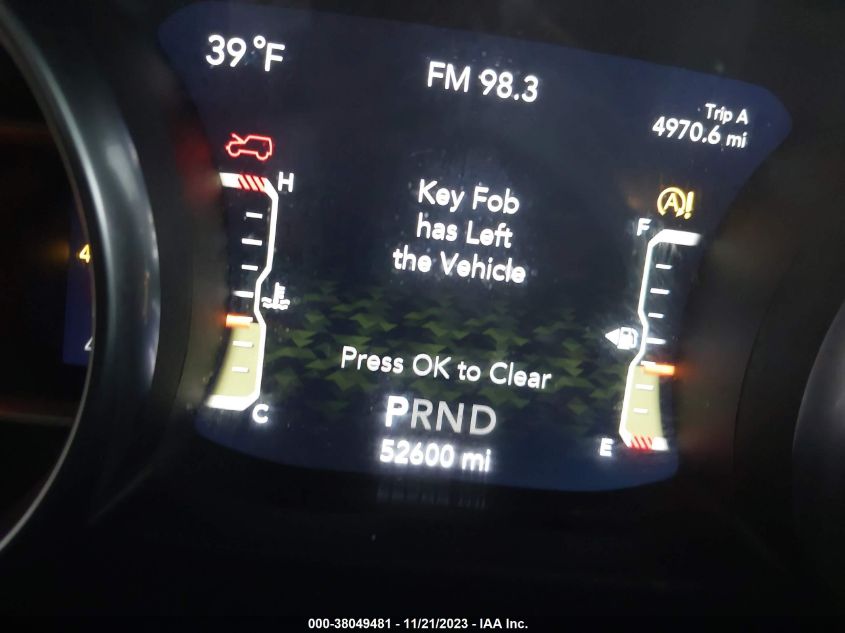 39°F
FM 98.3
Trip A
4970.6 mi
H
A!
F
Key Fob
has Left
the Vehicle
4
Press OK to Clear
C
PRND
E
52600 mi
000-38049481 - 11/21/2023 - IAA Inc.